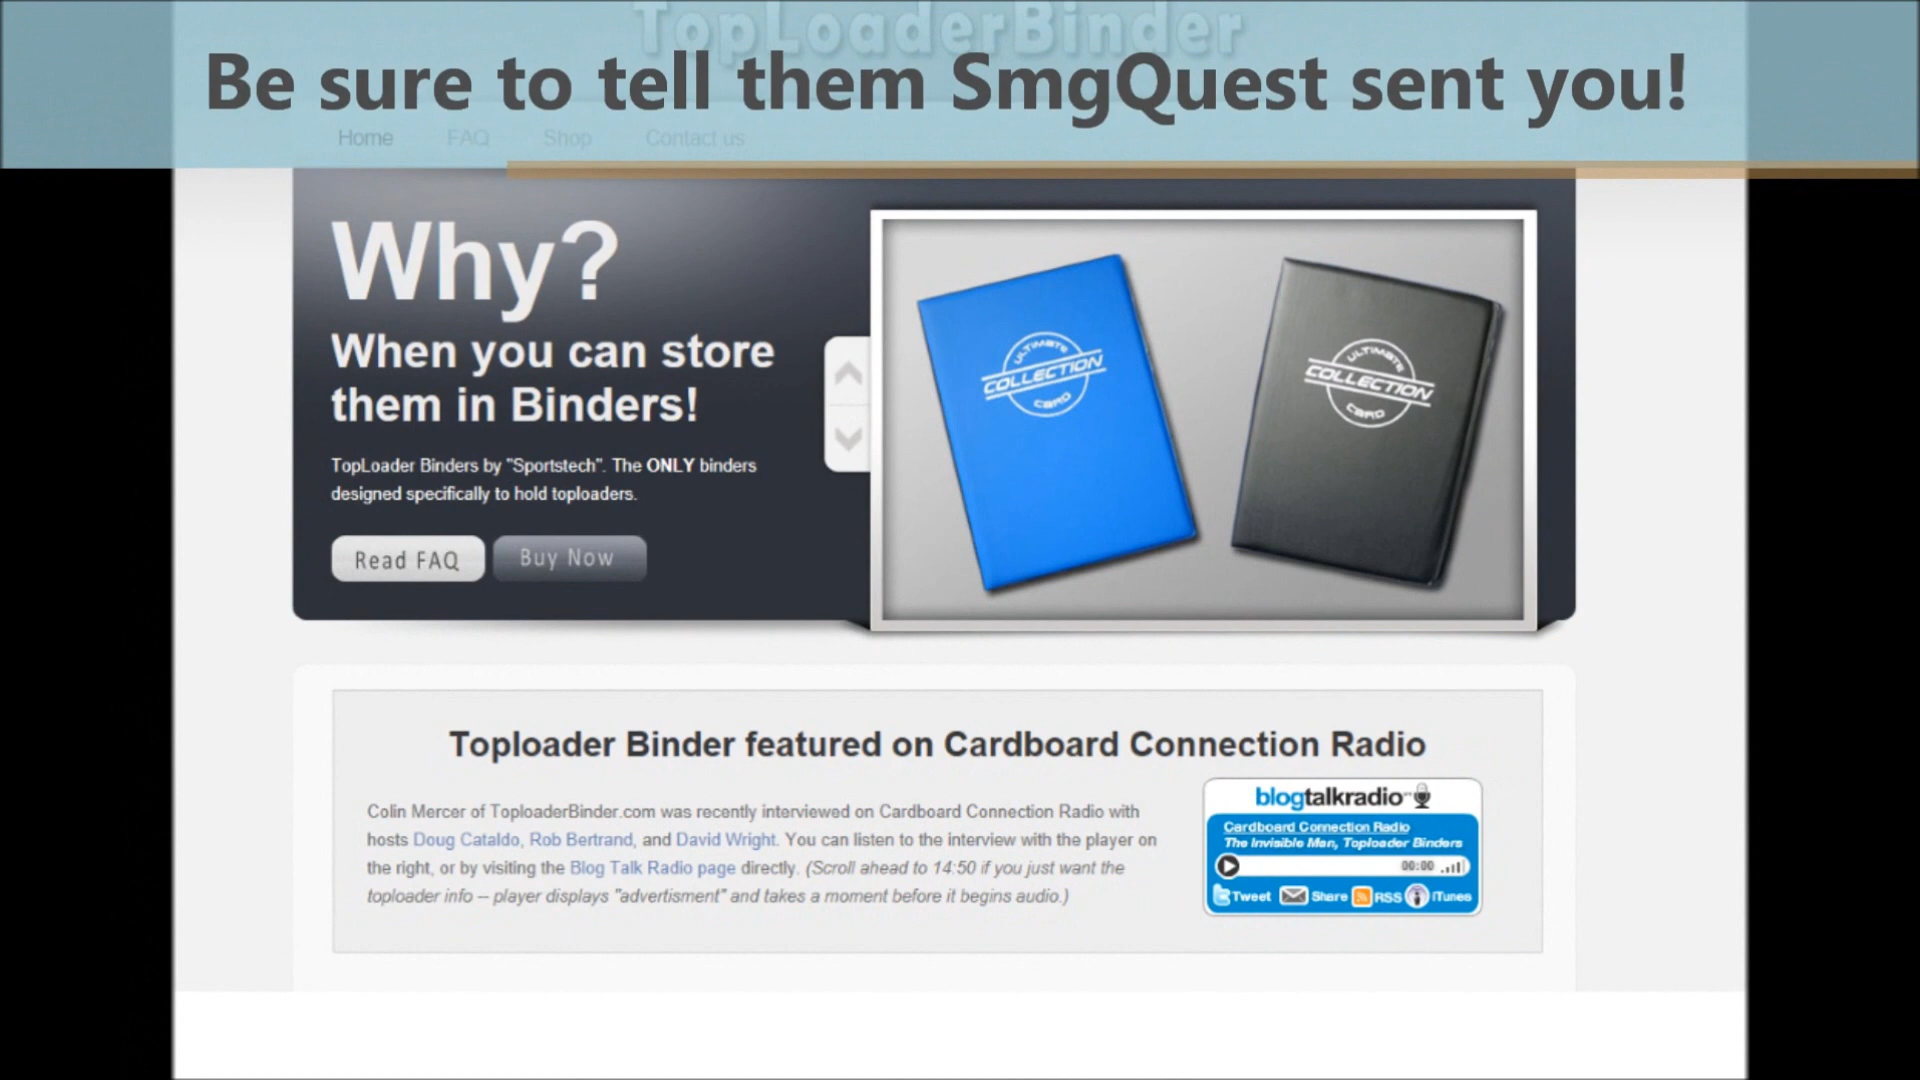 TopLoaderBinder
Be sure to tell them SmgQuest sent you!
Home FAQ Shop Contact us
Why?
When you can store
them in Binders!
TopLoader Binders by "Sportstech". The ONLY binders
designed specifically to hold toploaders.
Read FAQ Buy Now
ULTIMATE
COLLECTION
CARD
ULTIMATE
COLLECTION
CARD
Toploader Binder featured on Cardboard Connection Radio
Colin Mercer of ToploaderBinder.com was recently interviewed on Cardboard Connection Radio with
hosts Doug Cataldo, Rob Bertrand, and David Wright. You can listen to the interview with the player on
the right, or by visiting the Blog Talk Radio page directly. (Scroll ahead to 14:50 if you just want the
toploader info -- player displays "advertisment" and takes a moment before it begins audio.)
blogtalkradio
Cardboard Connection Radio
The Invisible Man, Toploader Binders
00:00
Tweet Share RSS iTunes